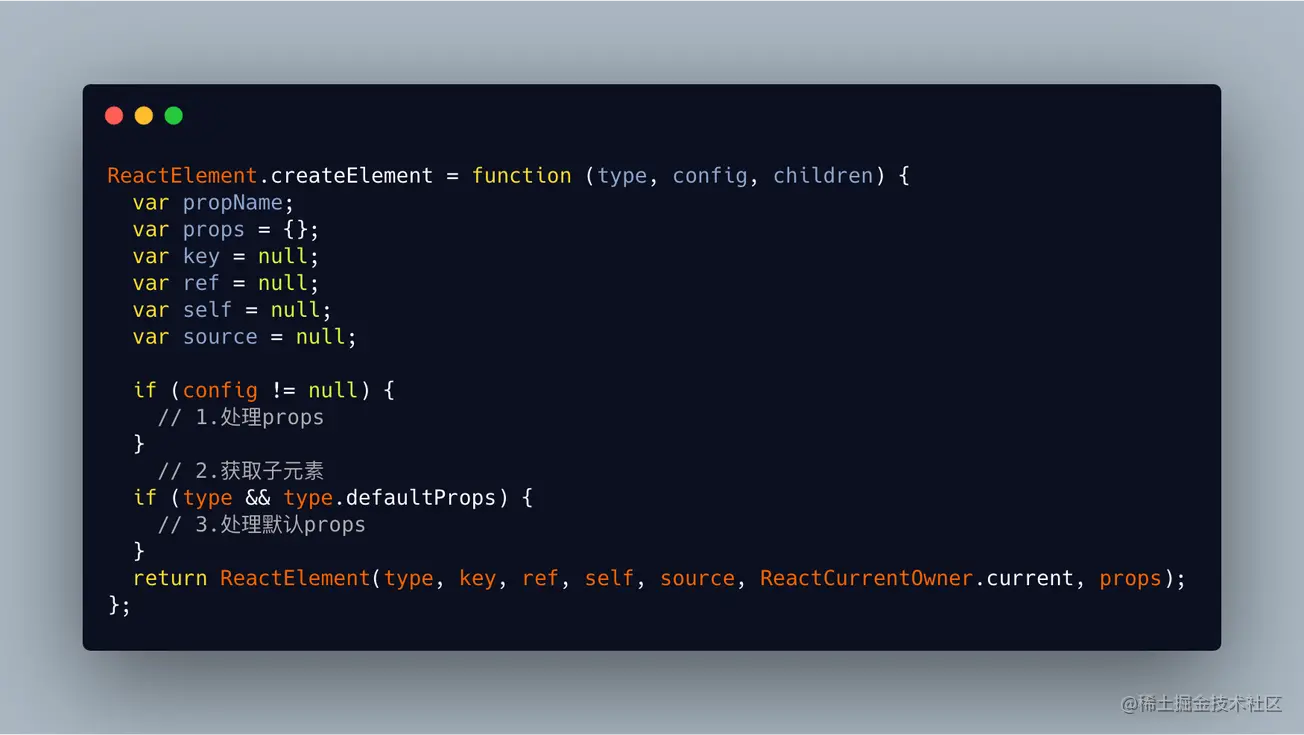 ReactElement.createElement = function (type, config, children) {
  var propName;
  var props = {};
  var key = null;
  var ref = null;
  var self = null;
  var source = null;

  if (config != null) {
    // 1.处理props
  }
    // 2.获取子元素
  if (type && type.defaultProps) {
    // 3.处理默认props
  }
  return ReactElement(type, key, ref, self, source, ReactCurrentOwner.current, props);
};
@稀土掘金技术社区